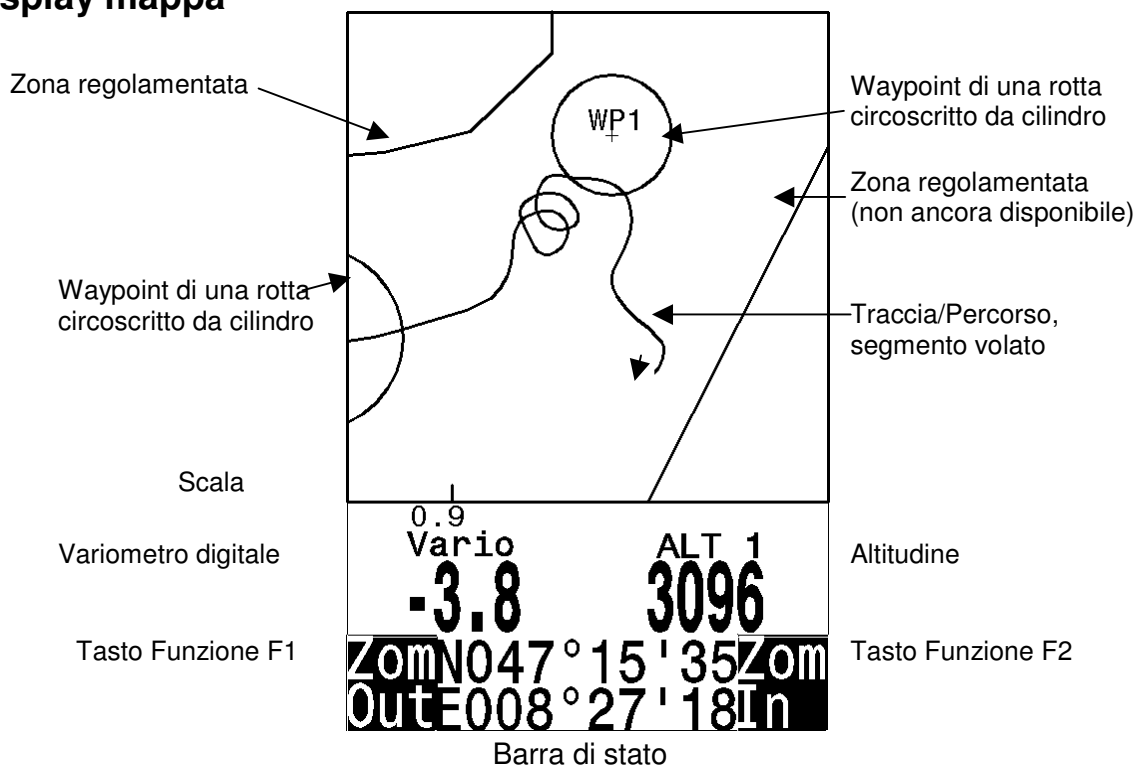 splay mappa
Zona regolamentata
Waypoint di una rotta
circoscritto da cilindro
WP1
Zona regolamentata
(non ancora disponibile)
Waypoint di una rotta
circoscritto da cilindro
Traccia/Percorso,
segmento volato
Scala
0.9
Variometro digitale
Vario
ALT 1
Altitudine
-3.8
3096
Tasto Funzione F1
Zom N047°15'35 Zom
Out E008°27'18 In
Tasto Funzione F2
Barra di stato